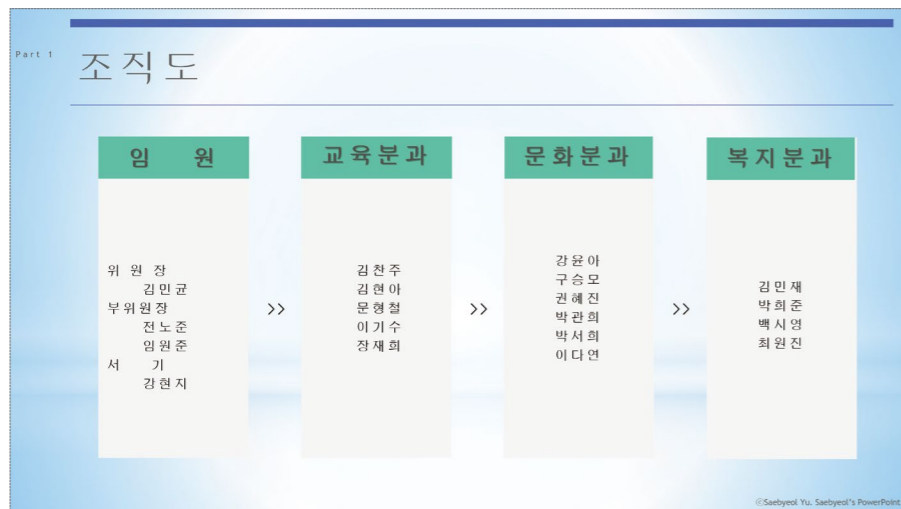 Part 1
조직도
임 원
위 원 장
김민균
부위원장
전노준
임원준
서 기
강현지
>>
교육분과
김찬주
김현아
문형철
이기수
장재희
>>
문화분과
강윤아
구승모
권혜진
박관희
박서희
이다연
>>
복지분과
김민재
박희준
백시영
최원진
ⓒSaebyeol Yu. Saebyeol's PowerPoint